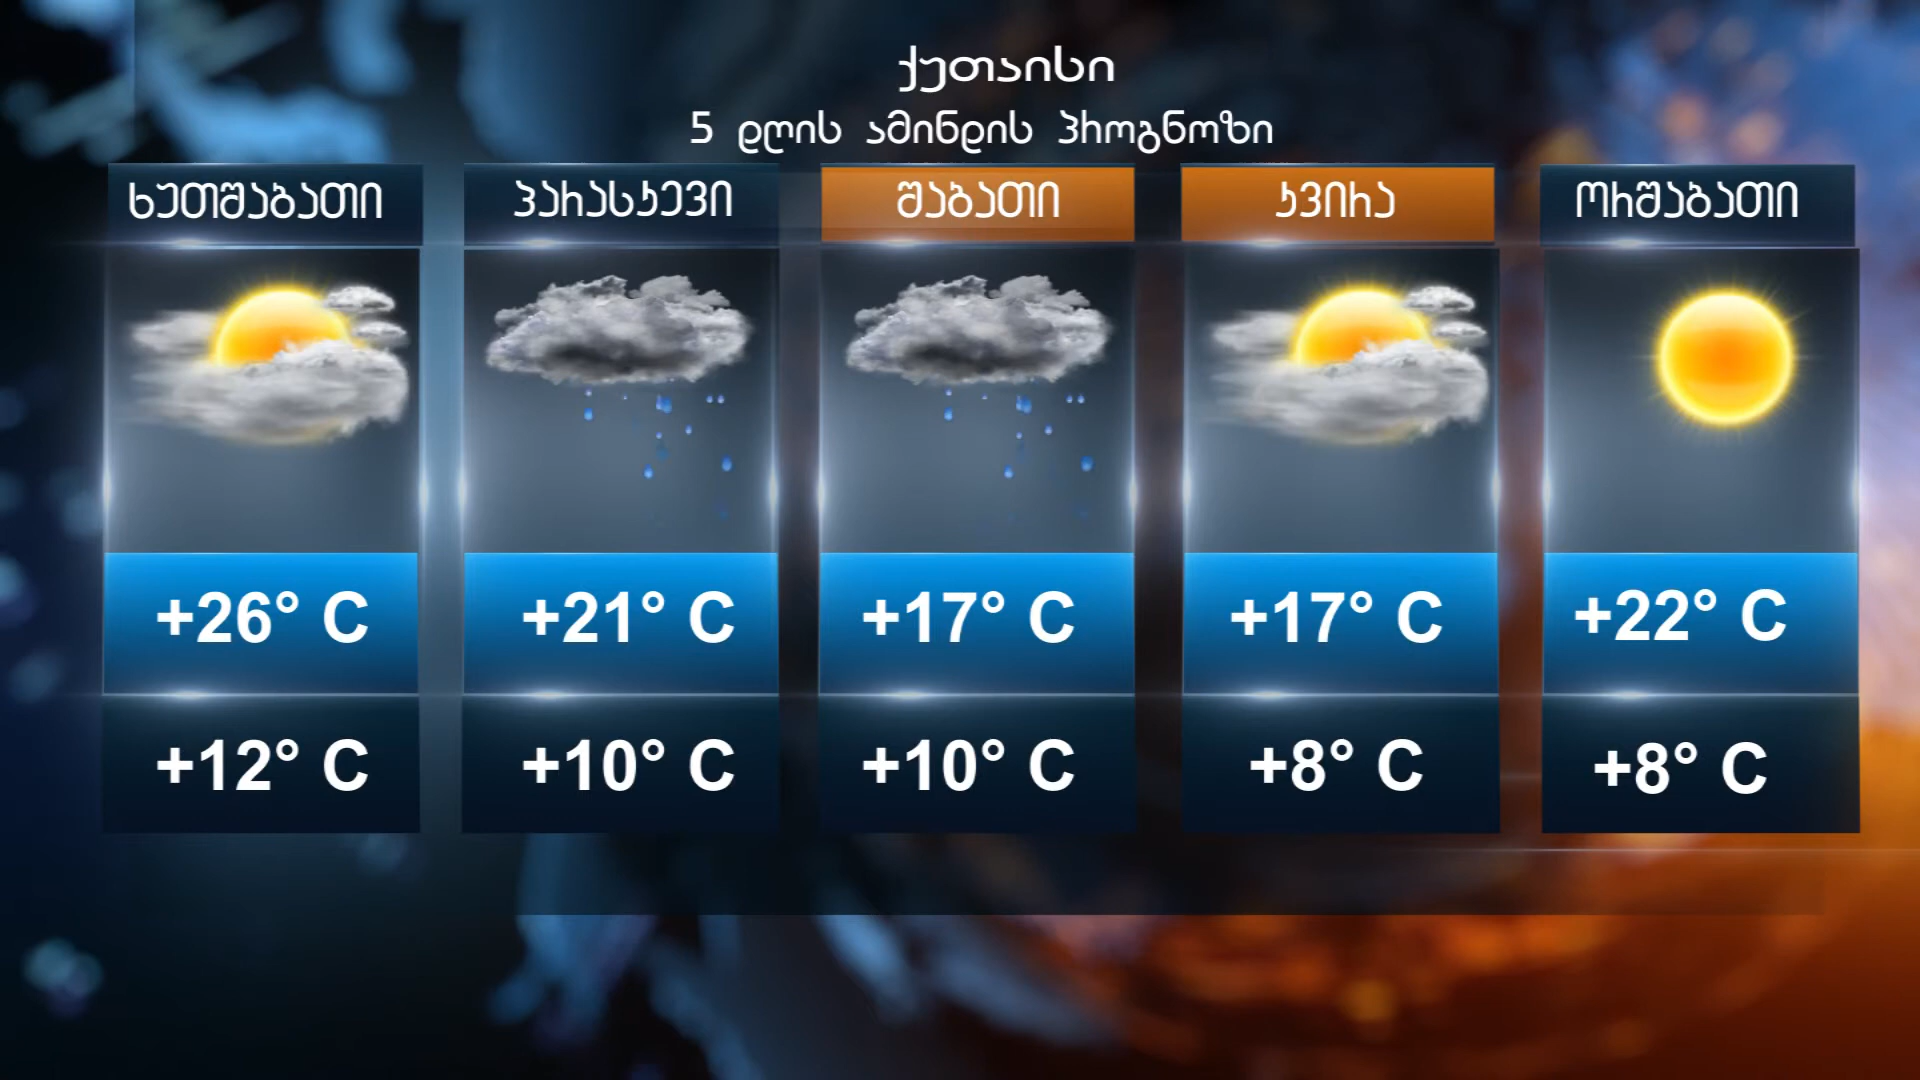 ქუთაისი
5 დღის ამინდის პროგნოზი
ხუთშაბათი პარასკევი შაბათი კვირა ორშაბათი
+26° C +21° C +17° C +17° C +22° C
+12° C +10° C +10° C +8° C +8° C